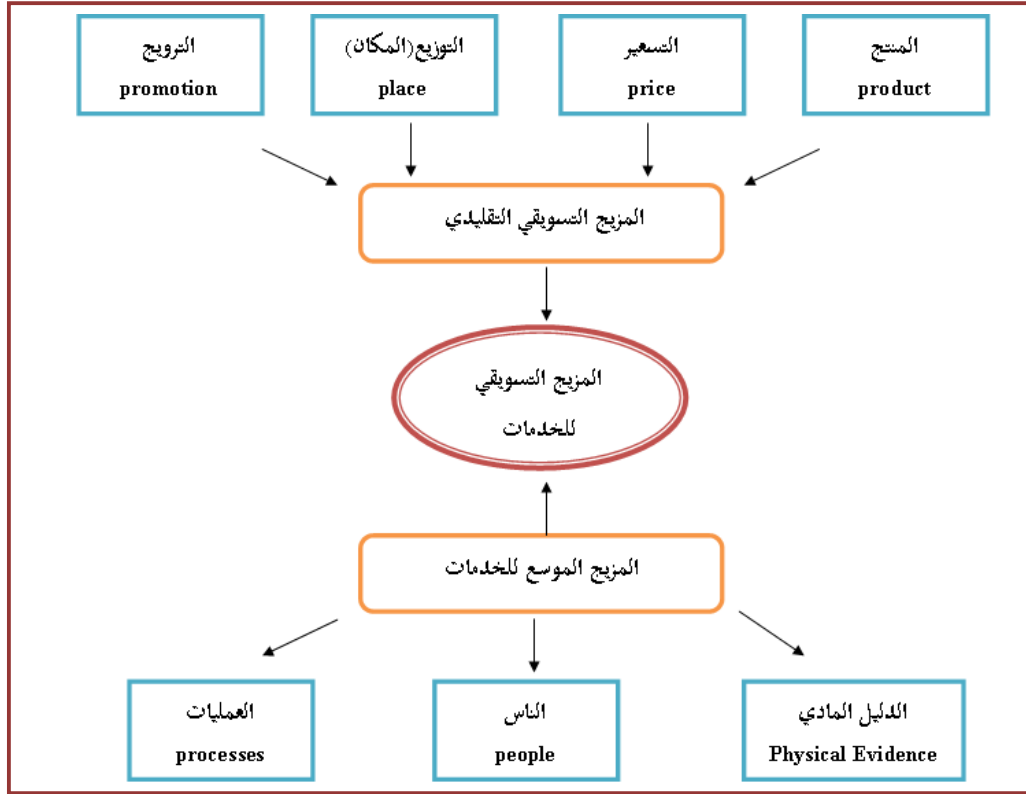 المنتج
product
التسعير
price
التوزيع(المكان)
place
الترويج
promotion
المزيج التسويقي التقليدي
المزيج التسويقي
للخدمات
المزيج الموسع للخدمات
الدليل المادي
Physical Evidence
الناس
people
العمليات
processes